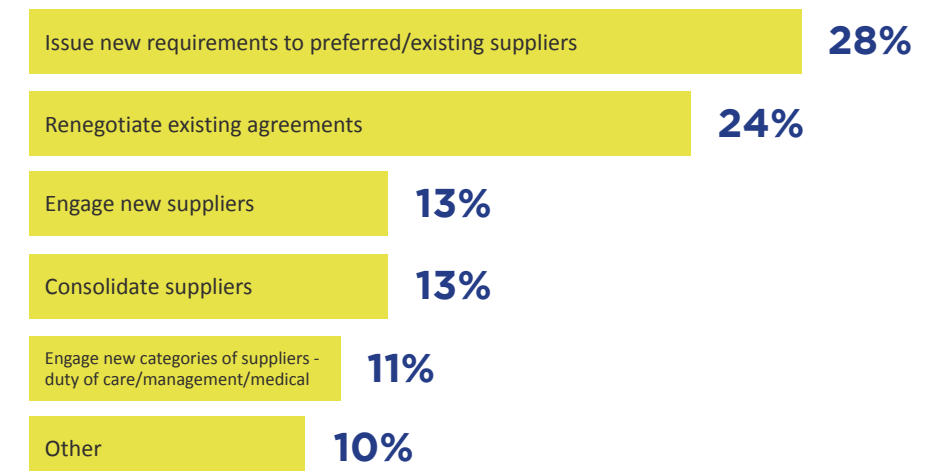 Issue new requirements to preferred/existing suppliers 28%
Renegotiate existing agreements 24%
Engage new suppliers 13%
Consolidate suppliers 13%
Engage new categories of suppliers -
duty of care/management/medical 11%
Other 10%